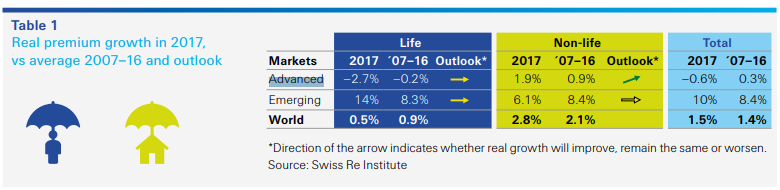 Table 1
Real premium growth in 2017,
vs average 2007–16 and outlook
Life Non-life Total
Markets 2017 ´07–16 Outlook* 2017 ´07–16 Outlook* 2017 ´07–16
Advanced –2.7% –0.2% 1.9% 0.9% –0.6% 0.3%
Emerging 14% 8.3% 6.1% 8.4% 10% 8.4%
World 0.5% 0.9% 2.8% 2.1% 1.5% 1.4%
*Direction of the arrow indicates whether real growth will improve, remain the same or worsen.
Source: Swiss Re Institute